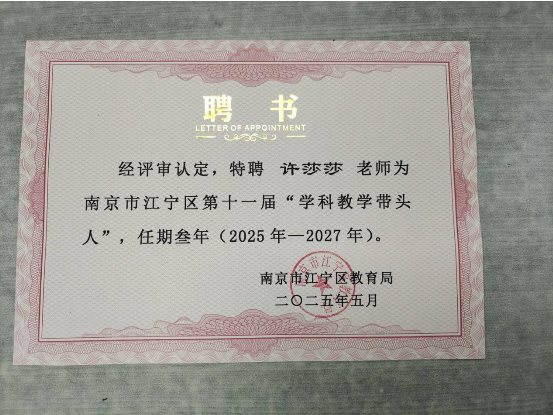 聘书
LETTER OF APPOINTMENT
经评审认定，特聘 许莎莎 老师为
南京市江宁区第十一届“学科教学带头
人”，任期叁年（2025年—2027年）。
南京市江宁区教育局
二〇二五年五月